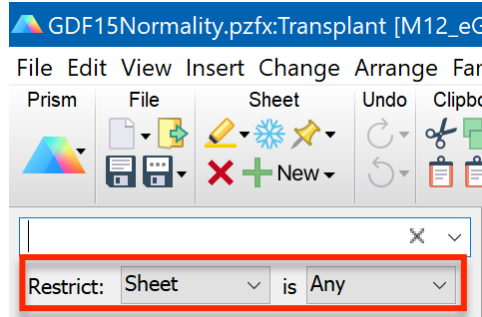 GDF15Normality.pzfx:Transplant [M12_eG
File Edit View Insert Change Arrange Fa
Prism File Sheet Undo Clipb
New
Restrict: Sheet is Any